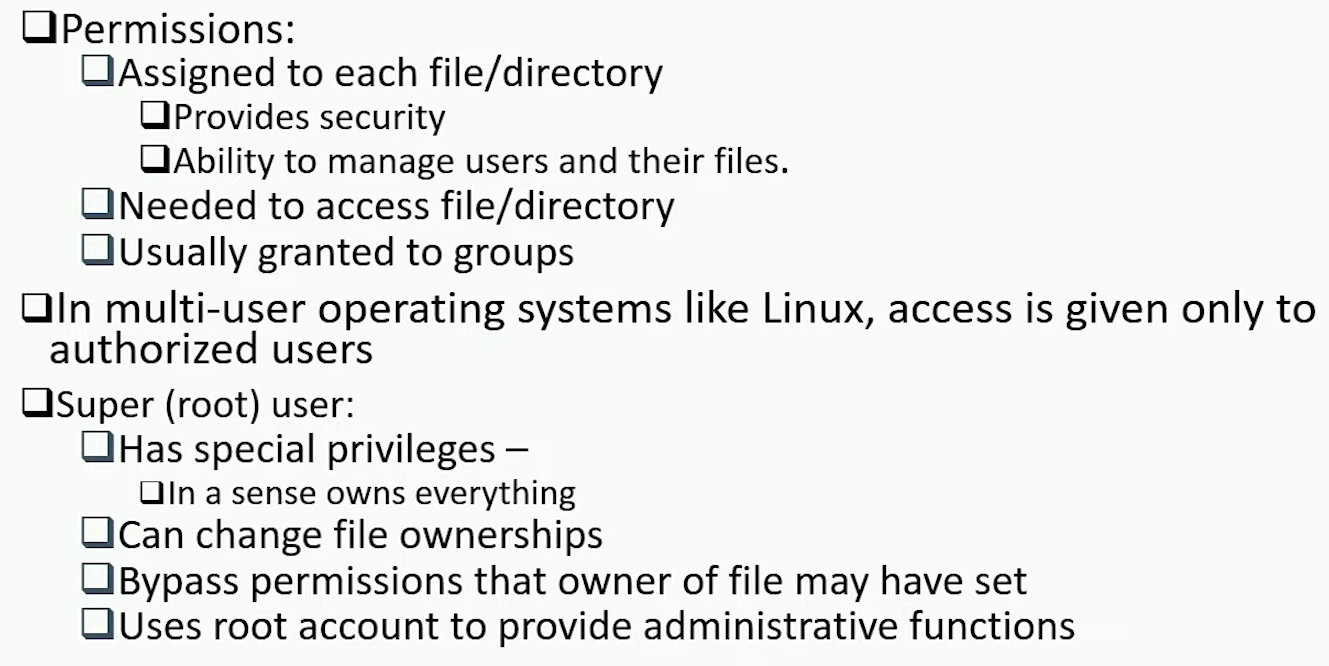 Permissions:
Assigned to each file/directory
Provides security
Ability to manage users and their files.
Needed to access file/directory
Usually granted to groups
In multi-user operating systems like Linux, access is given only to
authorized users
Super (root) user:
Has special privileges –
In a sense owns everything
Can change file ownerships
Bypass permissions that owner of file may have set
Uses root account to provide administrative functions